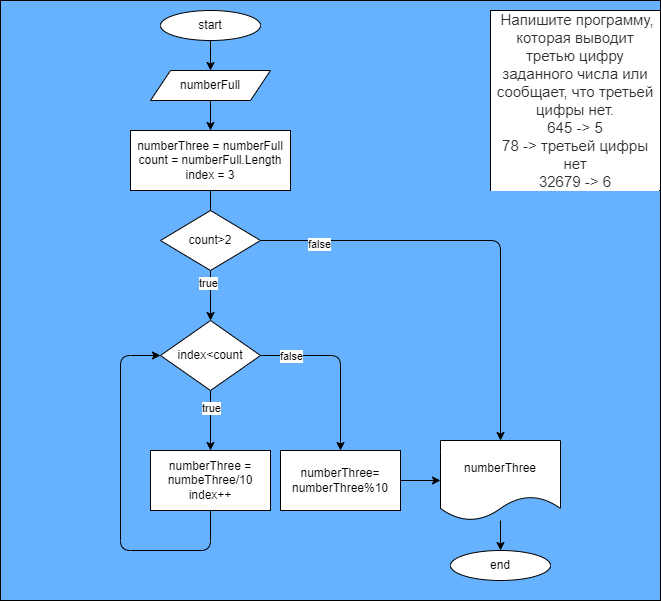 start
Напишите программу,
которая выводит
третью цифру
заданного числа или
сообщает, что третьей
цифры нет.
645 -> 5
78 -> третьей цифры
нет
32679 -> 6
numberFull
numberThree = numberFull
count = numberFull.Length
index = 3
count>2
false
true
index<count
false
true
numberThree =
numbeThree/10
index++
numberThree=
numberThree%10
numberThree
end